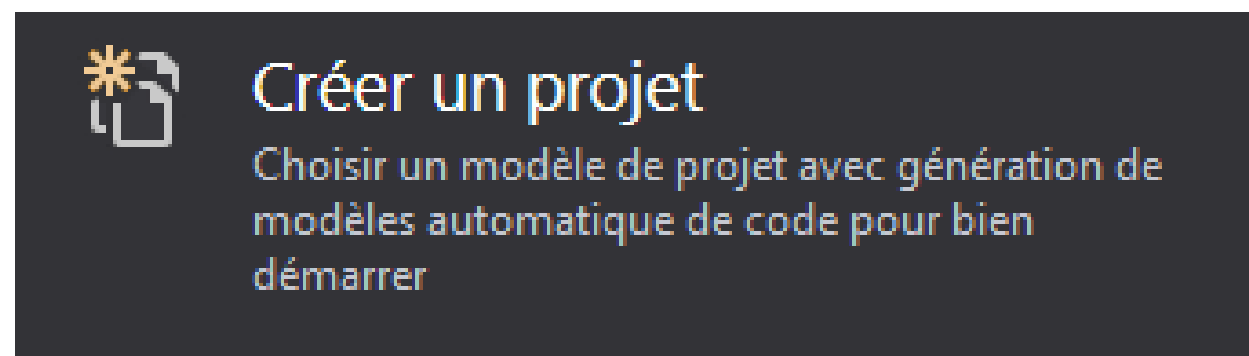 Créer un projet
Choisir un modèle de projet avec génération de
modèles automatique de code pour bien
démarrer